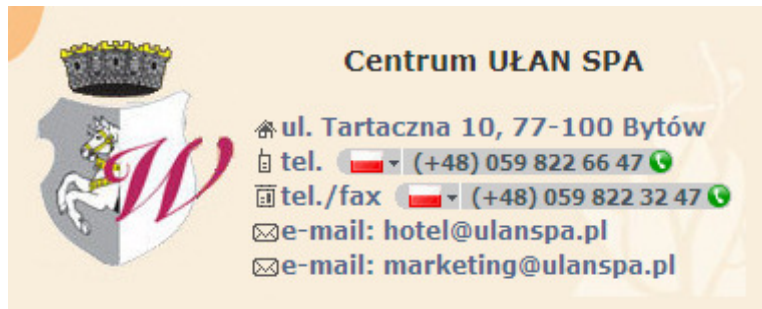 Centrum UŁAN SPA
ul. Tartaczna 10, 77-100 Bytów
tel. (+48) 059 822 66 47
tel./fax (+48) 059 822 32 47
e-mail: hotel@ulanspa.pl
e-mail: marketing@ulanspa.pl
W